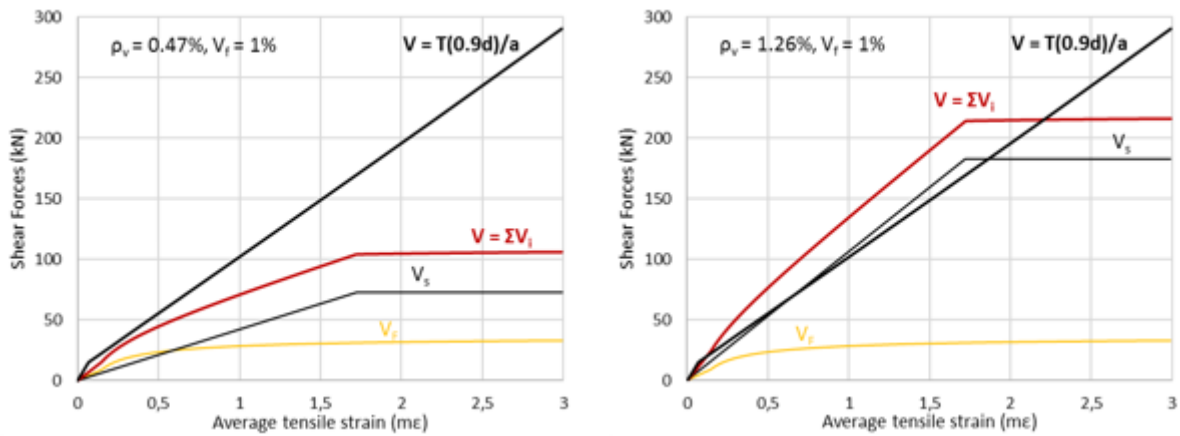 300
250
200
150
100
50
0
Shear Forces (kN)
ρv = 0.47%, Vf = 1%
V = T(0.9d)/a
V = ΣVi
Vs
VF
0 0,5 1 1,5 2 2,5 3
Average tensile strain (mε)
300
250
200
150
100
50
0
Shear Forces (kN)
ρv = 1.26%, Vf = 1%
V = T(0.9d)/a
V = ΣVi
Vs
VF
0 0,5 1 1,5 2 2,5 3
Average tensile strain (mε)